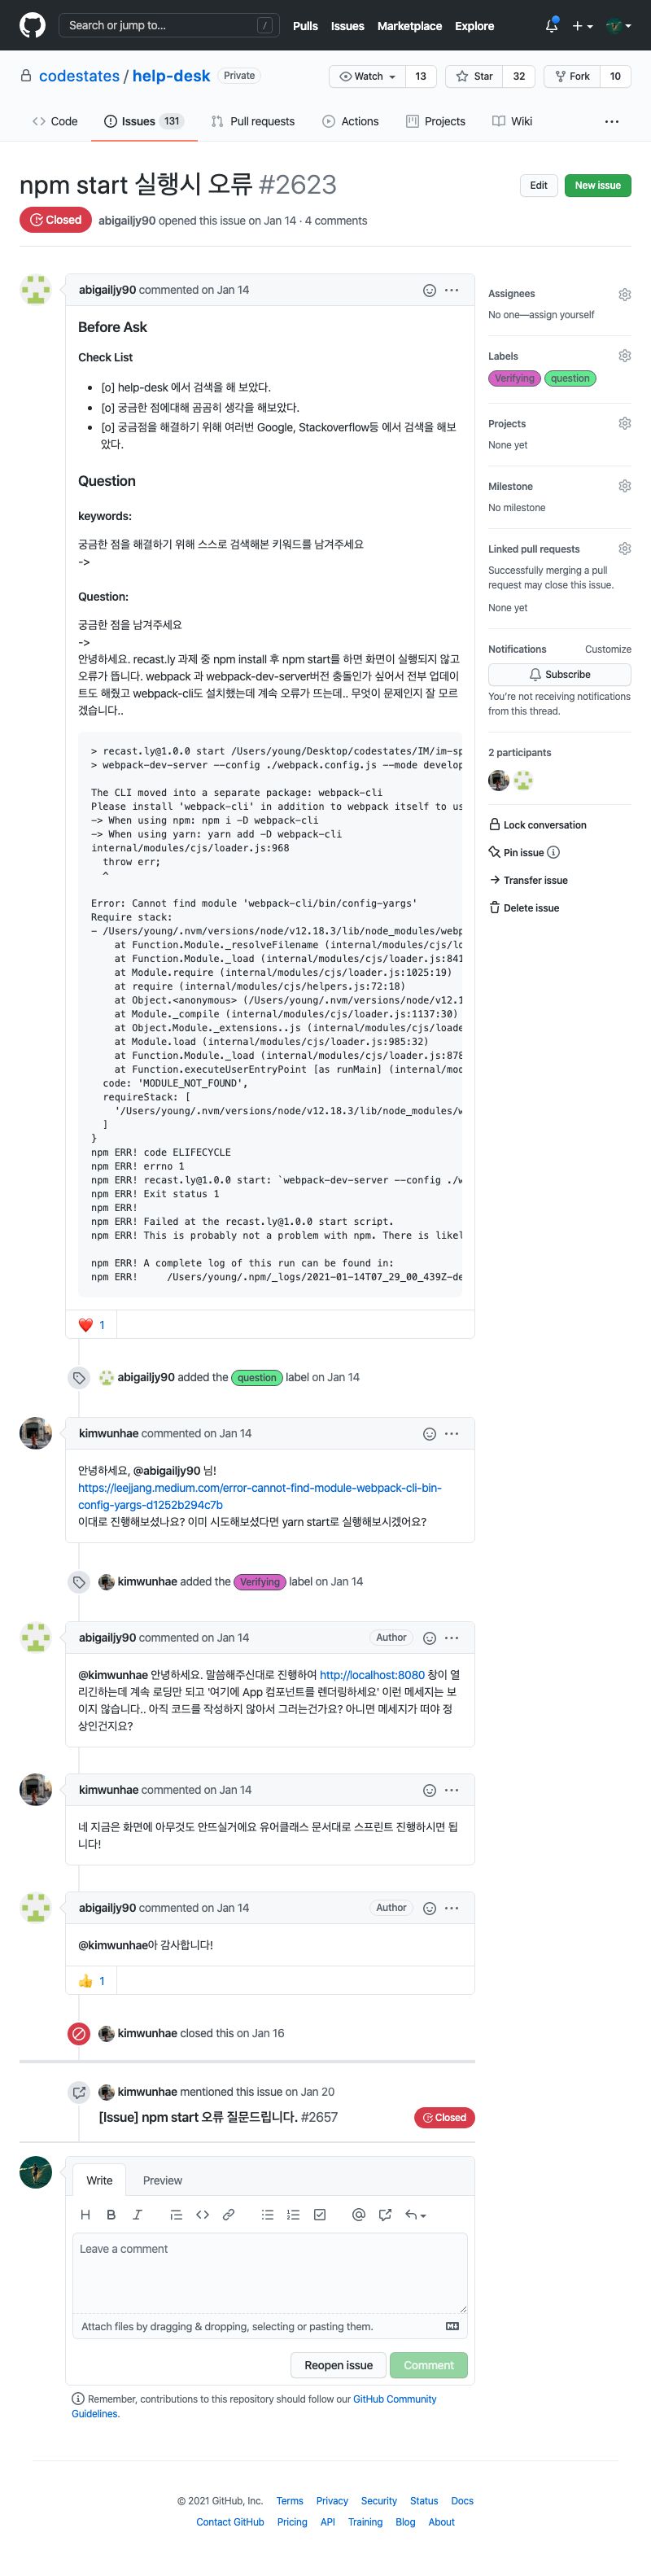 Search or jump to... /
Pulls Issues Marketplace Explore
codestates / help-desk Private
Watch 13 Star 32 Fork 10
Code Issues 131 Pull requests Actions Projects Wiki ...
npm start 실행시 오류 #2623
Edit New issue
Closed abigailjy90 opened this issue on Jan 14 · 4 comments
abigailjy90 commented on Jan 14
Before Ask
Check List
• [o] help-desk 에서 검색을 해 보았다.
• [o] 궁금한 점에대해 곰곰히 생각을 해보았다.
• [o] 궁금점을 해결하기 위해 여러번 Google, Stackoverflow등 에서 검색을 해보
았다.
Question
keywords:
궁금한 점을 해결하기 위해 스스로 검색해본 키워드를 남겨주세요
->
Question:
궁금한 점을 남겨주세요
->
안녕하세요. recast.ly 과제 중 npm install 후 npm start를 하면 화면이 실행되지 않고
오류가 뜹니다. webpack 과 webpack-dev-server버전 충돌인가 싶어서 전부 업데이
트도 해줬고 webpack-cli도 설치했는데 계속 오류가 뜨는데.. 무엇이 문제인지 잘 모르
겠습니다..
> recast.ly@1.0.0 start /Users/young/Desktop/codestates/IM/im-sp
> webpack-dev-server --config ./webpack.config.js --mode develop
The CLI moved into a separate package: webpack-cli
Please install 'webpack-cli' in addition to webpack itself to us
-> When using npm: npm i -D webpack-cli
-> When using yarn: yarn add -D webpack-cli
internal/modules/cjs/loader.js:968
throw err;
^
Error: Cannot find module 'webpack-cli/bin/config-yargs'
Require stack:
- /Users/young/.nvm/versions/node/v12.18.3/lib/node_modules/webp
at Function.Module._resolveFilename (internal/modules/cjs/lo
at Function.Module._load (internal/modules/cjs/loader.js:841
at Module.require (internal/modules/cjs/loader.js:1025:19)
at require (internal/modules/cjs/helpers.js:72:18)
at Object.<anonymous> (/Users/young/.nvm/versions/node/v12.1
at Module._compile (internal/modules/cjs/loader.js:1137:30)
at Object.Module._extensions..js (internal/modules/cjs/loade
at Module.load (internal/modules/cjs/loader.js:985:32)
at Function.Module._load (internal/modules/cjs/loader.js:878
at Function.executeUserEntryPoint [as runMain] (internal/mod
code: 'MODULE_NOT_FOUND',
requireStack: [
'/Users/young/.nvm/versions/node/v12.18.3/lib/node_modules/w
]
}
npm ERR! code ELIFECYCLE
npm ERR! errno 1
npm ERR! recast.ly@1.0.0 start: `webpack-dev-server --config ./w
npm ERR! Exit status 1
npm ERR!
npm ERR! Failed at the recast.ly@1.0.0 start script.
npm ERR! This is probably not a problem with npm. There is likel
npm ERR! A complete log of this run can be found in:
npm ERR! /Users/young/.npm/_logs/2021-01-14T07_29_00_439Z-de
❤️ 1
abigailjy90 added the question label on Jan 14
kimwunhae commented on Jan 14
안녕하세요, @abigailjy90 님!
https://leejjang.medium.com/error-cannot-find-module-webpack-cli-bin-
config-yargs-d1252b294c7b
이대로 진행해보셨나요? 이미 시도해보셨다면 yarn start로 실행해보시겠어요?
kimwunhae added the Verifying label on Jan 14
abigailjy90 commented on Jan 14 Author
@kimwunhae 안녕하세요. 말씀해주신대로 진행하여 http://localhost:8080 창이 열
리긴하는데 계속 로딩만 되고 '여기에 App 컴포넌트를 렌더링하세요' 이런 메세지는 보
이지 않습니다.. 아직 코드를 작성하지 않아서 그러는건가요? 아니면 메세지가 떠야 정
상인건지요?
kimwunhae commented on Jan 14
네 지금은 화면에 아무것도 안뜨실거에요 유어클래스 문서대로 스프린트 진행하시면 됩
니다!
abigailjy90 commented on Jan 14 Author
@kimwunhae아 감사합니다!
👍 1
kimwunhae closed this on Jan 16
kimwunhae mentioned this issue on Jan 20
[Issue] npm start 오류 질문드립니다. #2657 Closed
Write Preview
Leave a comment
Attach files by dragging & dropping, selecting or pasting them.
Reopen issue Comment
Remember, contributions to this repository should follow our GitHub Community
Guidelines.
Assignees
No one—assign yourself
Labels
Verifying question
Projects
None yet
Milestone
No milestone
Linked pull requests
Successfully merging a pull
request may close this issue.
None yet
Notifications Customize
Subscribe
You're not receiving notifications
from this thread.
2 participants
Lock conversation
Pin issue
Transfer issue
Delete issue
© 2021 GitHub, Inc. Terms Privacy Security Status Docs
Contact GitHub Pricing API Training Blog About